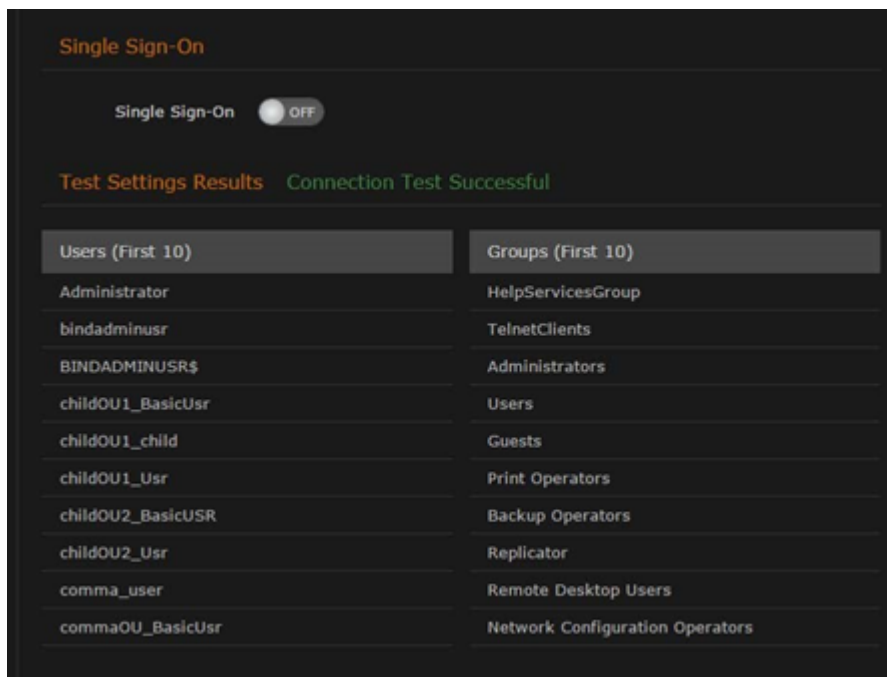 Single Sign-On
Single Sign-On OFF
Test Settings Results Connection Test Successful
Users (First 10) Groups (First 10)
Administrator HelpServicesGroup
bindadminusr TelnetClients
BINDADMINUSR$ Administrators
childOU1_BasicUsr Users
childOU1_child Guests
childOU1_Usr Print Operators
childOU2_BasicUSR Backup Operators
childOU2_Usr Replicator
comma_user Remote Desktop Users
commaOU_BasicUsr Network Configuration Operators